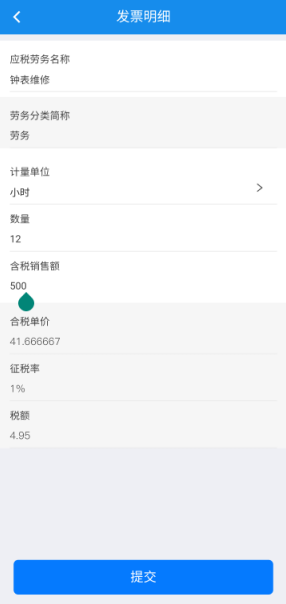 发票明细
应税劳务名称
钟表维修
劳务分类简称
劳务
计量单位
小时
数量
12
含税销售额
500
含税单价
41.666667
征税率
1%
税额
4.95
提交